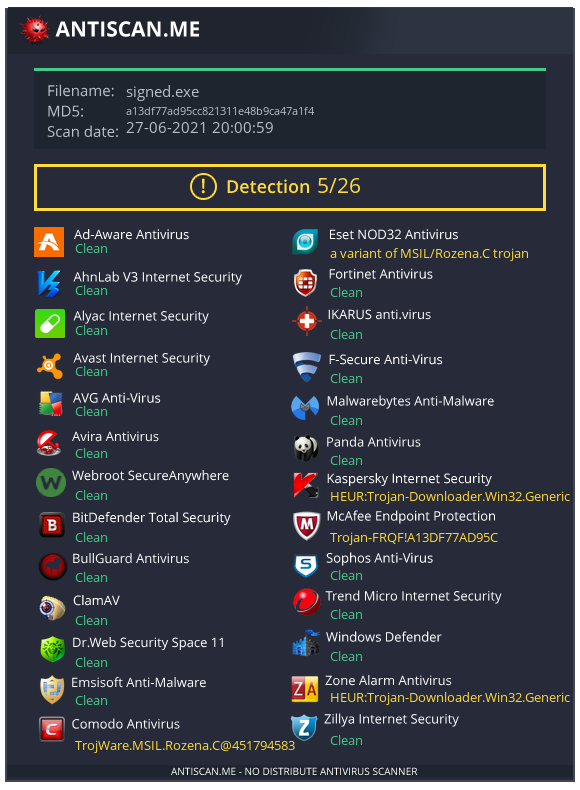 ANTISCAN.ME
Filename: signed.exe
MD5: a13df77ad95cc821311e48b9ca47a1f4
Scan date: 27-06-2021 20:00:59
! Detection 5/26
Ad-Aware Antivirus
Clean
AhnLab V3 Internet Security
Clean
Alyac Internet Security
Clean
Avast Internet Security
Clean
AVG Anti-Virus
Clean
Avira Antivirus
Clean
W Webroot SecureAnywhere
Clean
B BitDefender Total Security
Clean
BullGuard Antivirus
Clean
ClamAV
Clean
Dr.Web Security Space 11
Clean
Emsisoft Anti-Malware
Clean
C Comodo Antivirus
TrojWare.MSIL.Rozena.C@451794583
Eset NOD32 Antivirus
a variant of MSIL/Rozena.C trojan
Fortinet Antivirus
Clean
IKARUS anti.virus
Clean
F-Secure Anti-Virus
Clean
Malwarebytes Anti-Malware
Clean
Panda Antivirus
Clean
Kaspersky Internet Security
HEUR:Trojan-Downloader.Win32.Generic
McAfee Endpoint Protection
Trojan-FRQF!A13DF77AD95C
S Sophos Anti-Virus
Clean
Trend Micro Internet Security
Clean
Windows Defender
Clean
ZA Zone Alarm Antivirus
HEUR:Trojan-Downloader.Win32.Generic
Z Zillya Internet Security
Clean
ANTISCAN.ME - NO DISTRIBUTE ANTIVIRUS SCANNER